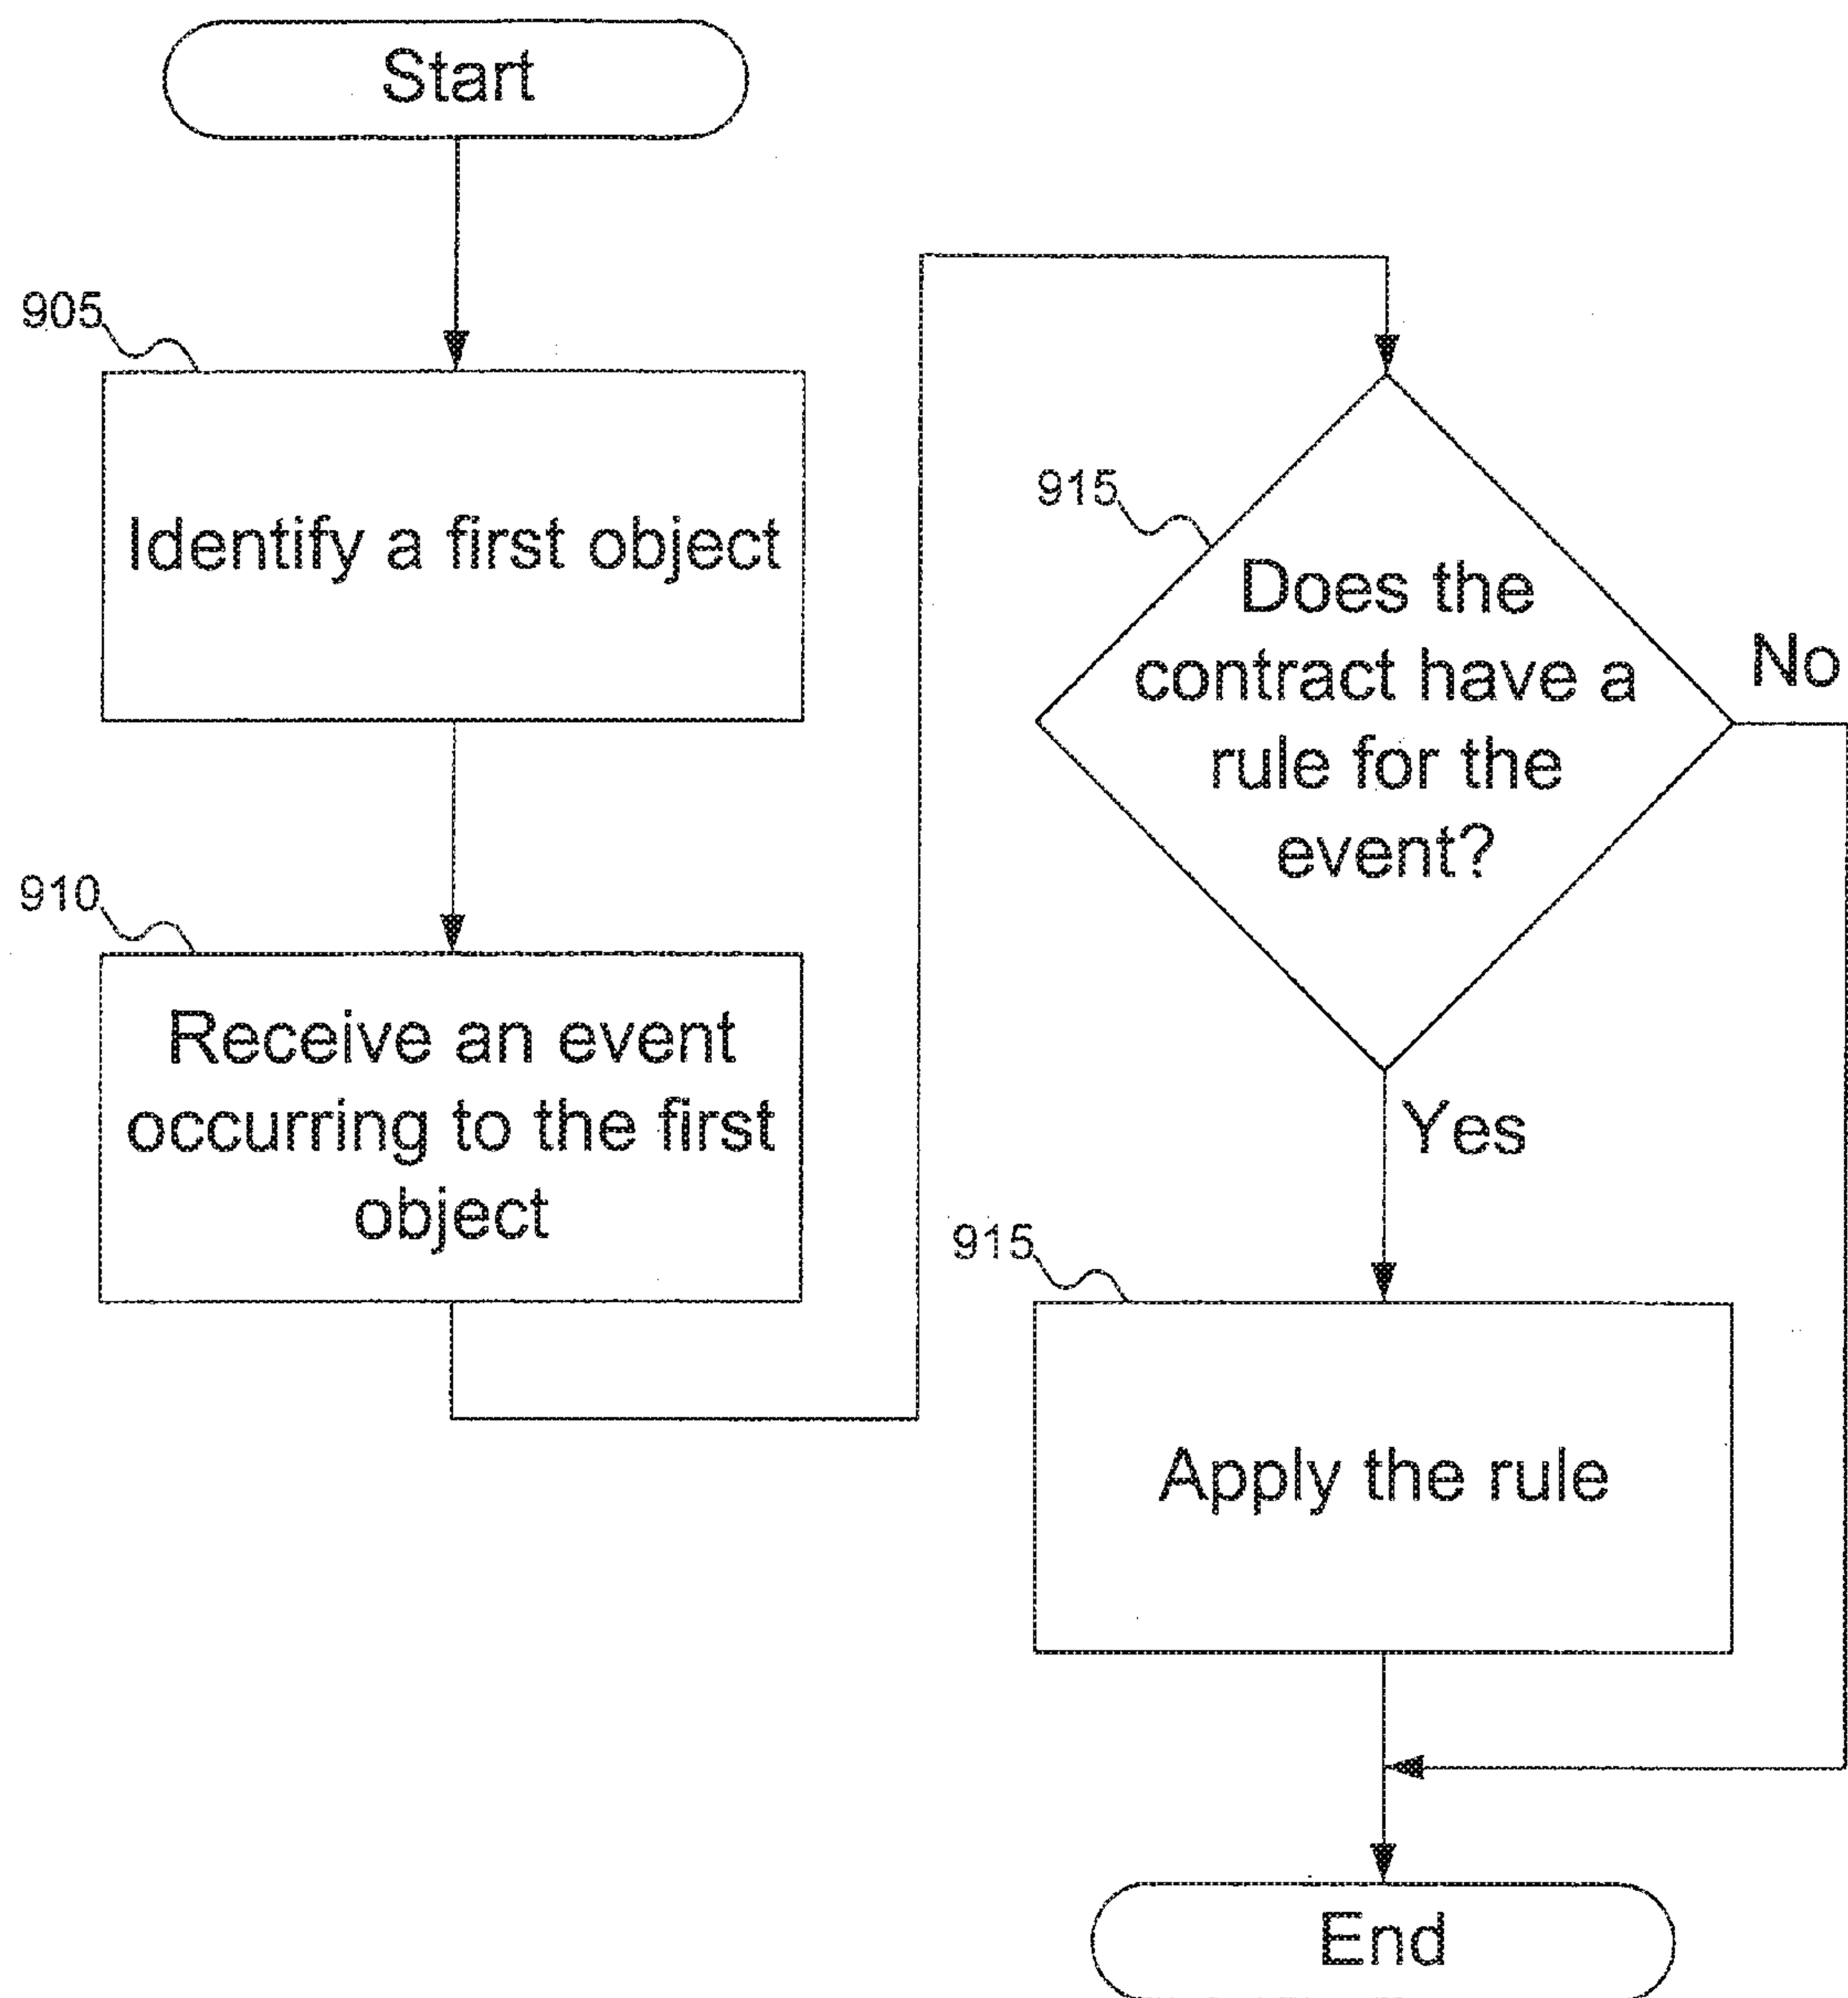 Start
905
Identify a first object
910
Receive an event
occurring to the first
object
915
Does the
contract have a
rule for the
event?
No
Yes
915
Apply the rule
End